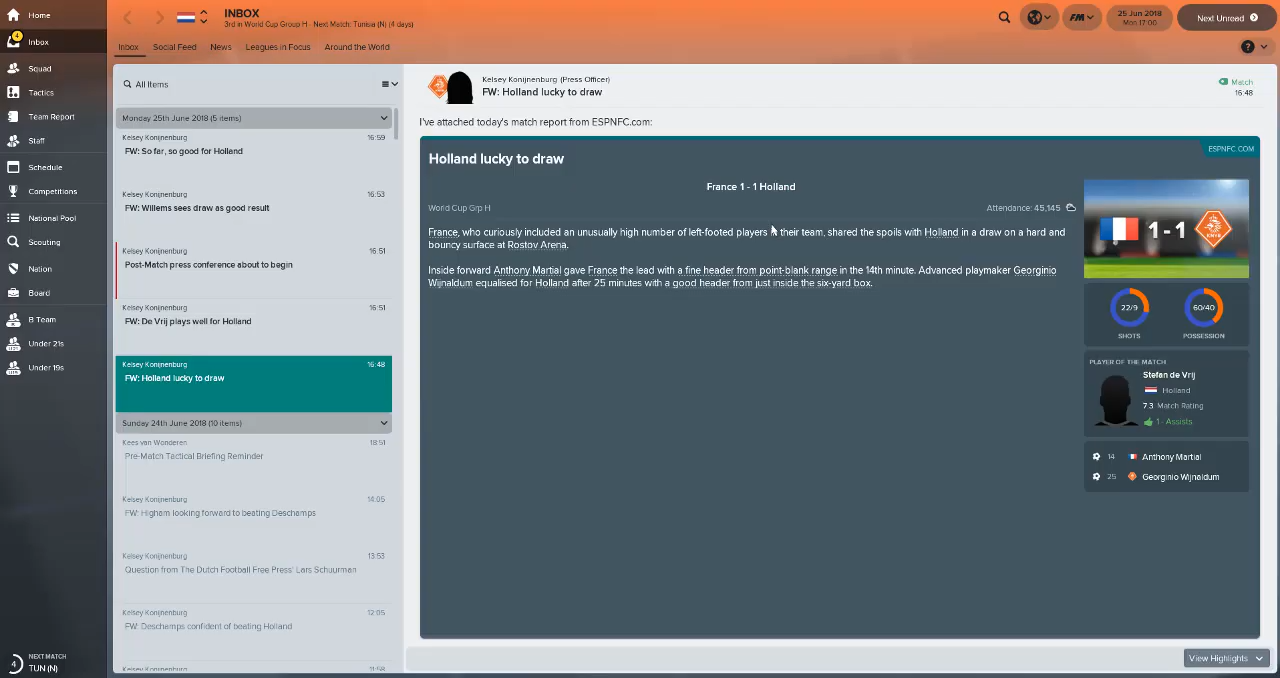 Home
4
Inbox
Squad
Tactics
Team Report
Staff
Schedule
Competitions
National Pool
Scouting
Nation
Board
B Team
Under 21s
Under 19s
4
NEXT MATCH
TUN (N)
INBOX
3rd in World Cup Group H - Next Match: Tunisia (N) (4 days)
FM
25 Jun 2018
Mon 17:00
Next Unread
Inbox
Social Feed
News
Leagues in Focus
Around the World
?
All Items
Monday 25th June 2018 (5 items)
Kelsey Konijnenburg 16:59
FW: So far, so good for Holland
Kelsey Konijnenburg 16:53
FW: Willems sees draw as good result
16:51
Post-Match press conference about to begin
Kelsey Konijnenburg 16:51
FW: De Vrij plays well for Holland
Kelsey Konijnenburg 16:48
FW: Holland lucky to draw
Sunday 24th June 2018 (10 items)
Kees van Wonderen 18:51
Pre-Match Tactical Briefing Reminder
Kelsey Konijnenburg 14:05
FW: Higham looking forward to beating Deschamps
Kelsey Konijnenburg 13:53
Question from The Dutch Football Free Press' Lars Schuurman
Kelsey Konijnenburg 12:05
FW: Deschamps confident of beating Holland
Kelsey Konijnenburg 11:58
Kelsey Konijnenburg (Press Officer)
FW: Holland lucky to draw
Match
16:48
I've attached today's match report from ESPNFC.com:
ESPNFC.COM
Holland lucky to draw
France 1 - 1 Holland
World Cup Grp H
Attendance: 45,145
France, who curiously included an unusually high number of left-footed players in their team, shared the spoils with Holland in a draw on a hard and
bouncy surface at Rostov Arena.
Inside forward Anthony Martial gave France the lead with a fine header from point-blank range in the 14th minute. Advanced playmaker Georginio
Wijnaldum equalised for Holland after 25 minutes with a good header from just inside the six-yard box.
1 - 1
22/9
SHOTS
60/40
POSSESSION
PLAYER OF THE MATCH
Stefan de Vrij
Holland
7.3 Match Rating
1 - Assists
14 Anthony Martial
25 Georginio Wijnaldum
View Highlights